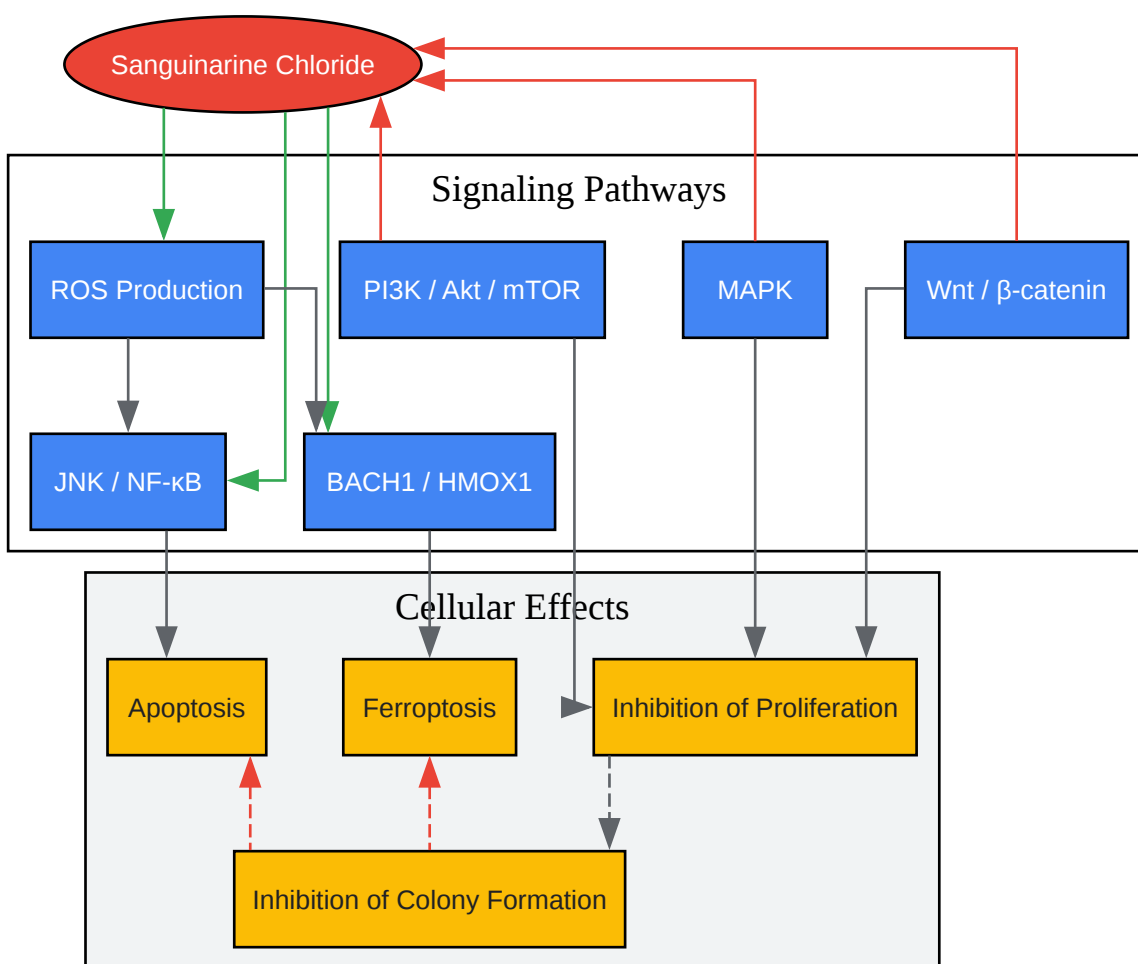 Sanguinarine Chloride
Signaling Pathways
ROS Production
PI3K / Akt / mTOR
MAPK
Wnt / β-catenin
JNK / NF-κB
BACH1 / HMOX1
Cellular Effects
Apoptosis
Ferroptosis
Inhibition of Proliferation
Inhibition of Colony Formation